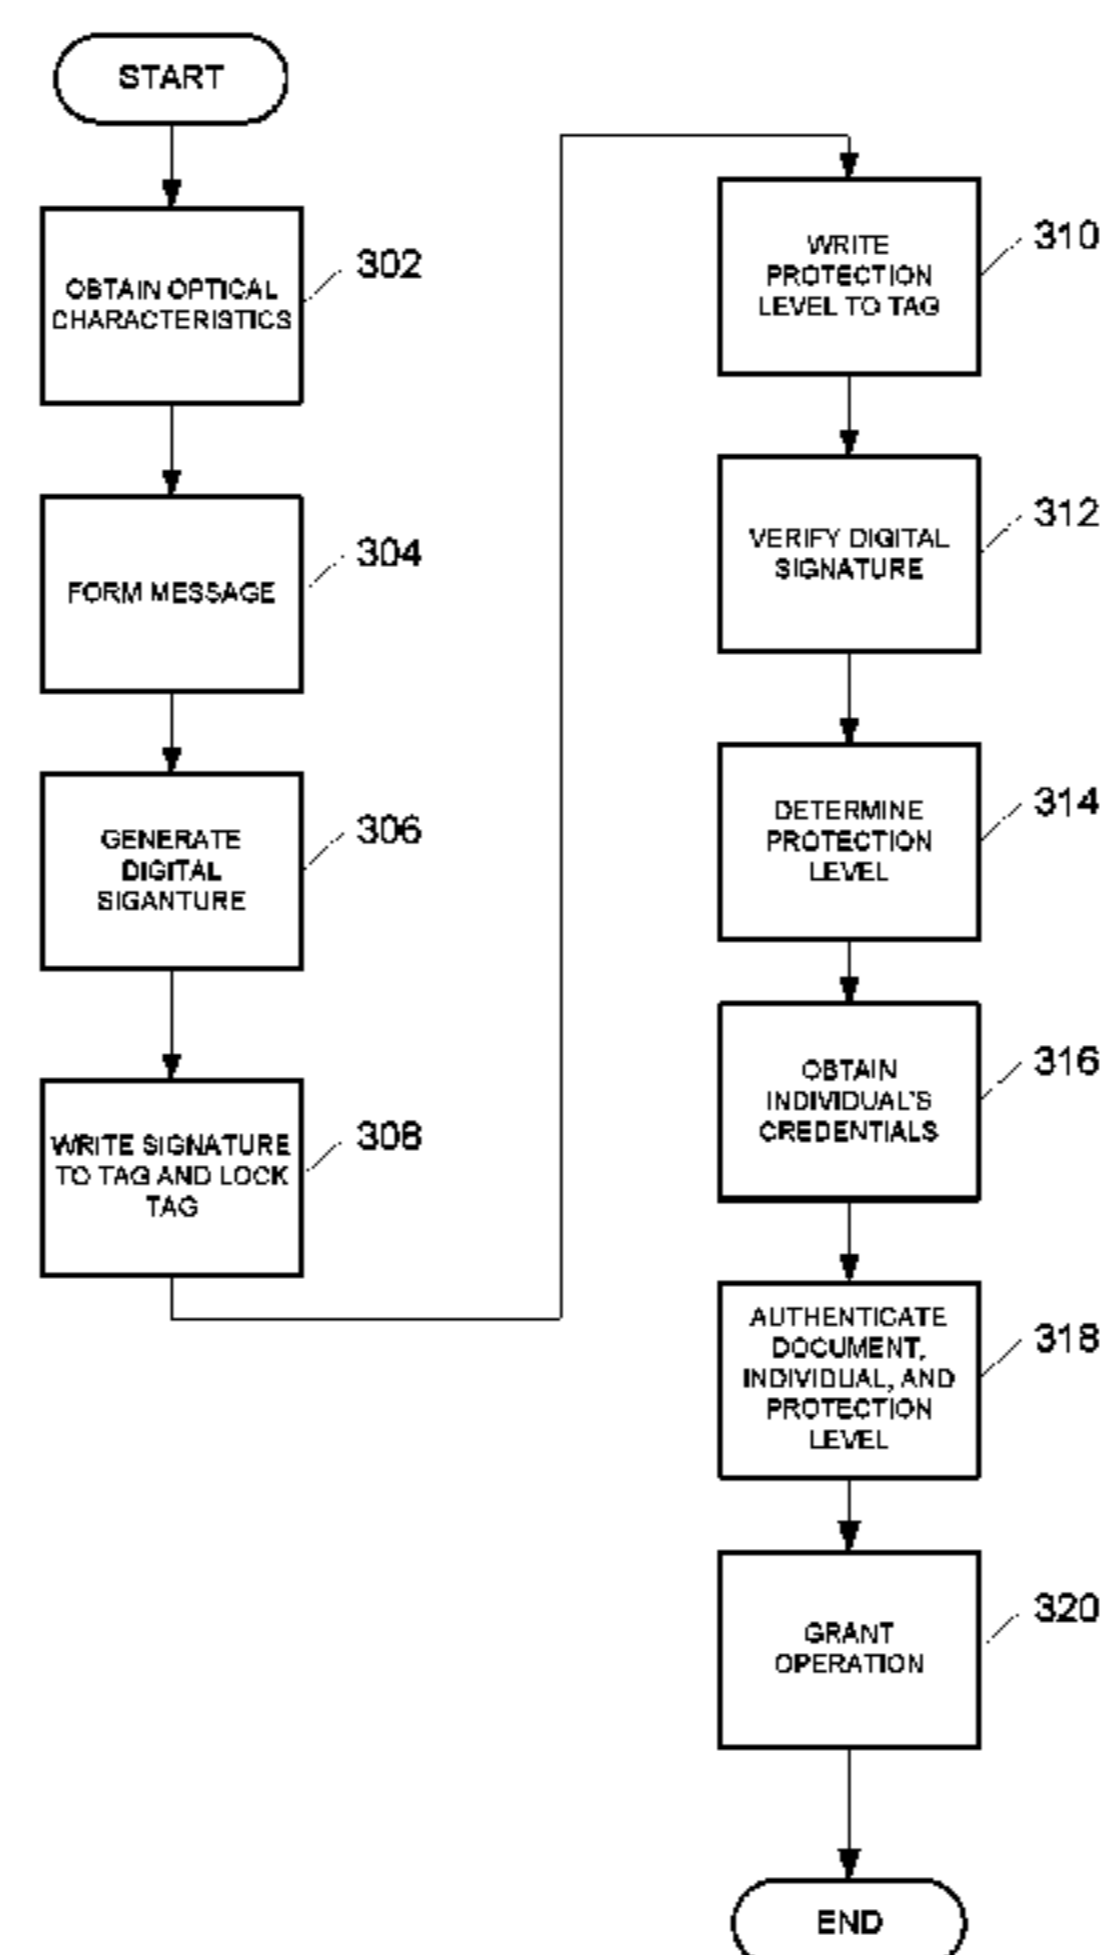 START
OBTAIN OPTICAL
CHARACTERISTICS
302
FORM MESSAGE
304
GENERATE
DIGITAL
SIGANTURE
306
WRITE SIGNATURE
TO TAG AND LOCK
TAG
308
WRITE
PROTECTION
LEVEL TO TAG
310
VERIFY DIGITAL
SIGNATURE
312
DETERMINE
PROTECTION
LEVEL
314
OBTAIN
INDIVIDUAL'S
CREDENTIALS
316
AUTHENTICATE
DOCUMENT,
INDIVIDUAL, AND
PROTECTION
LEVEL
318
GRANT
OPERATION
320
END